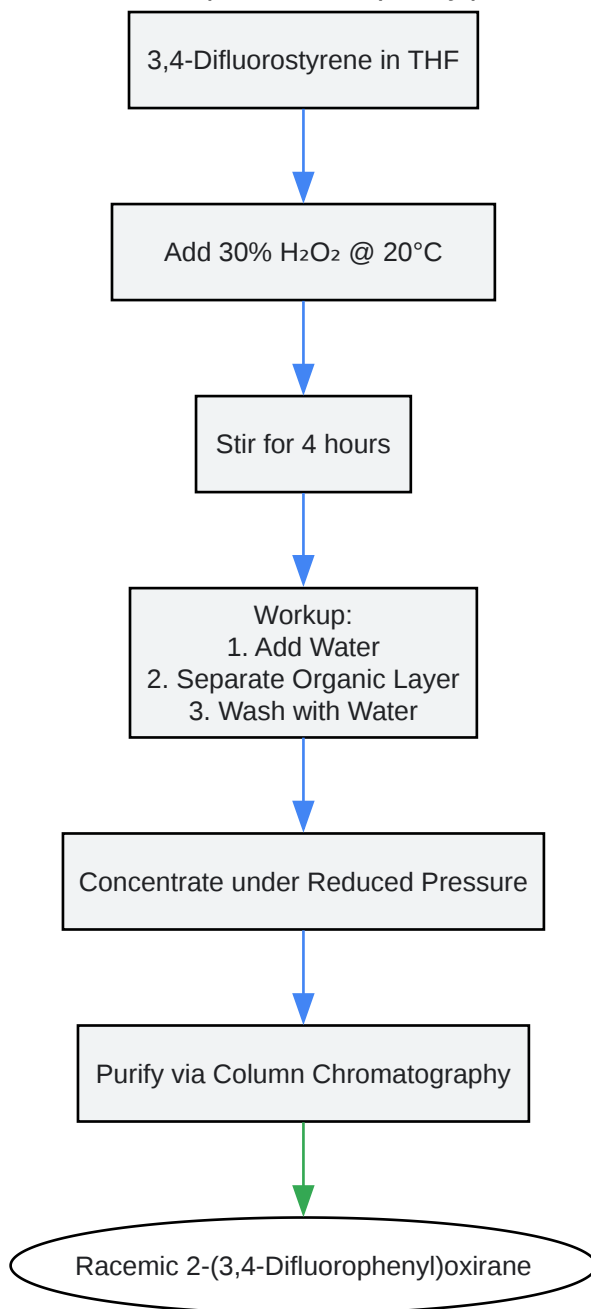 3,4-Difluorostyrene in THF
Add 30% H₂O₂ @ 20°C
Stir for 4 hours
Workup:
1. Add Water
2. Separate Organic Layer
3. Wash with Water
Concentrate under Reduced Pressure
Purify via Column Chromatography
Racemic 2-(3,4-Difluorophenyl)oxirane